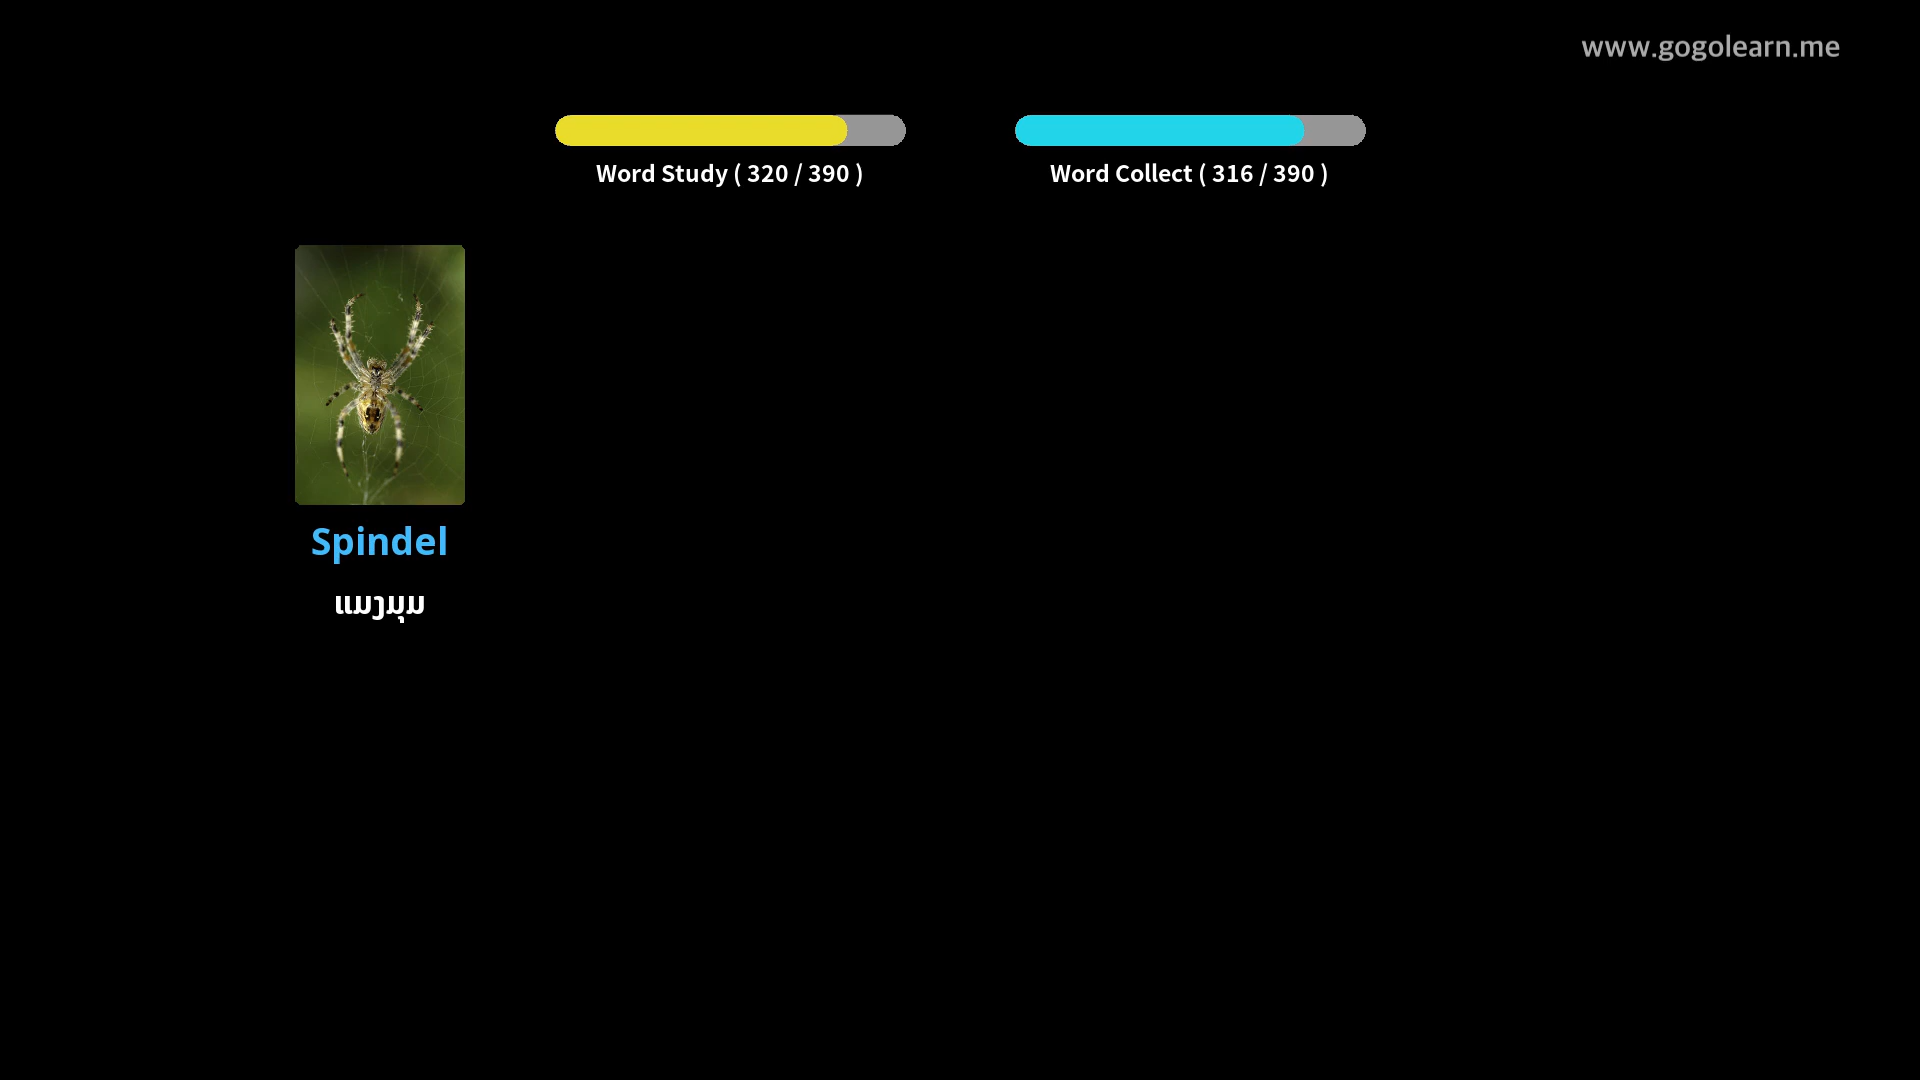 www.gogolearn.me
Word Study ( 320 / 390 )
Word Collect ( 316 / 390 )
Spindel
ແມງມຸມ